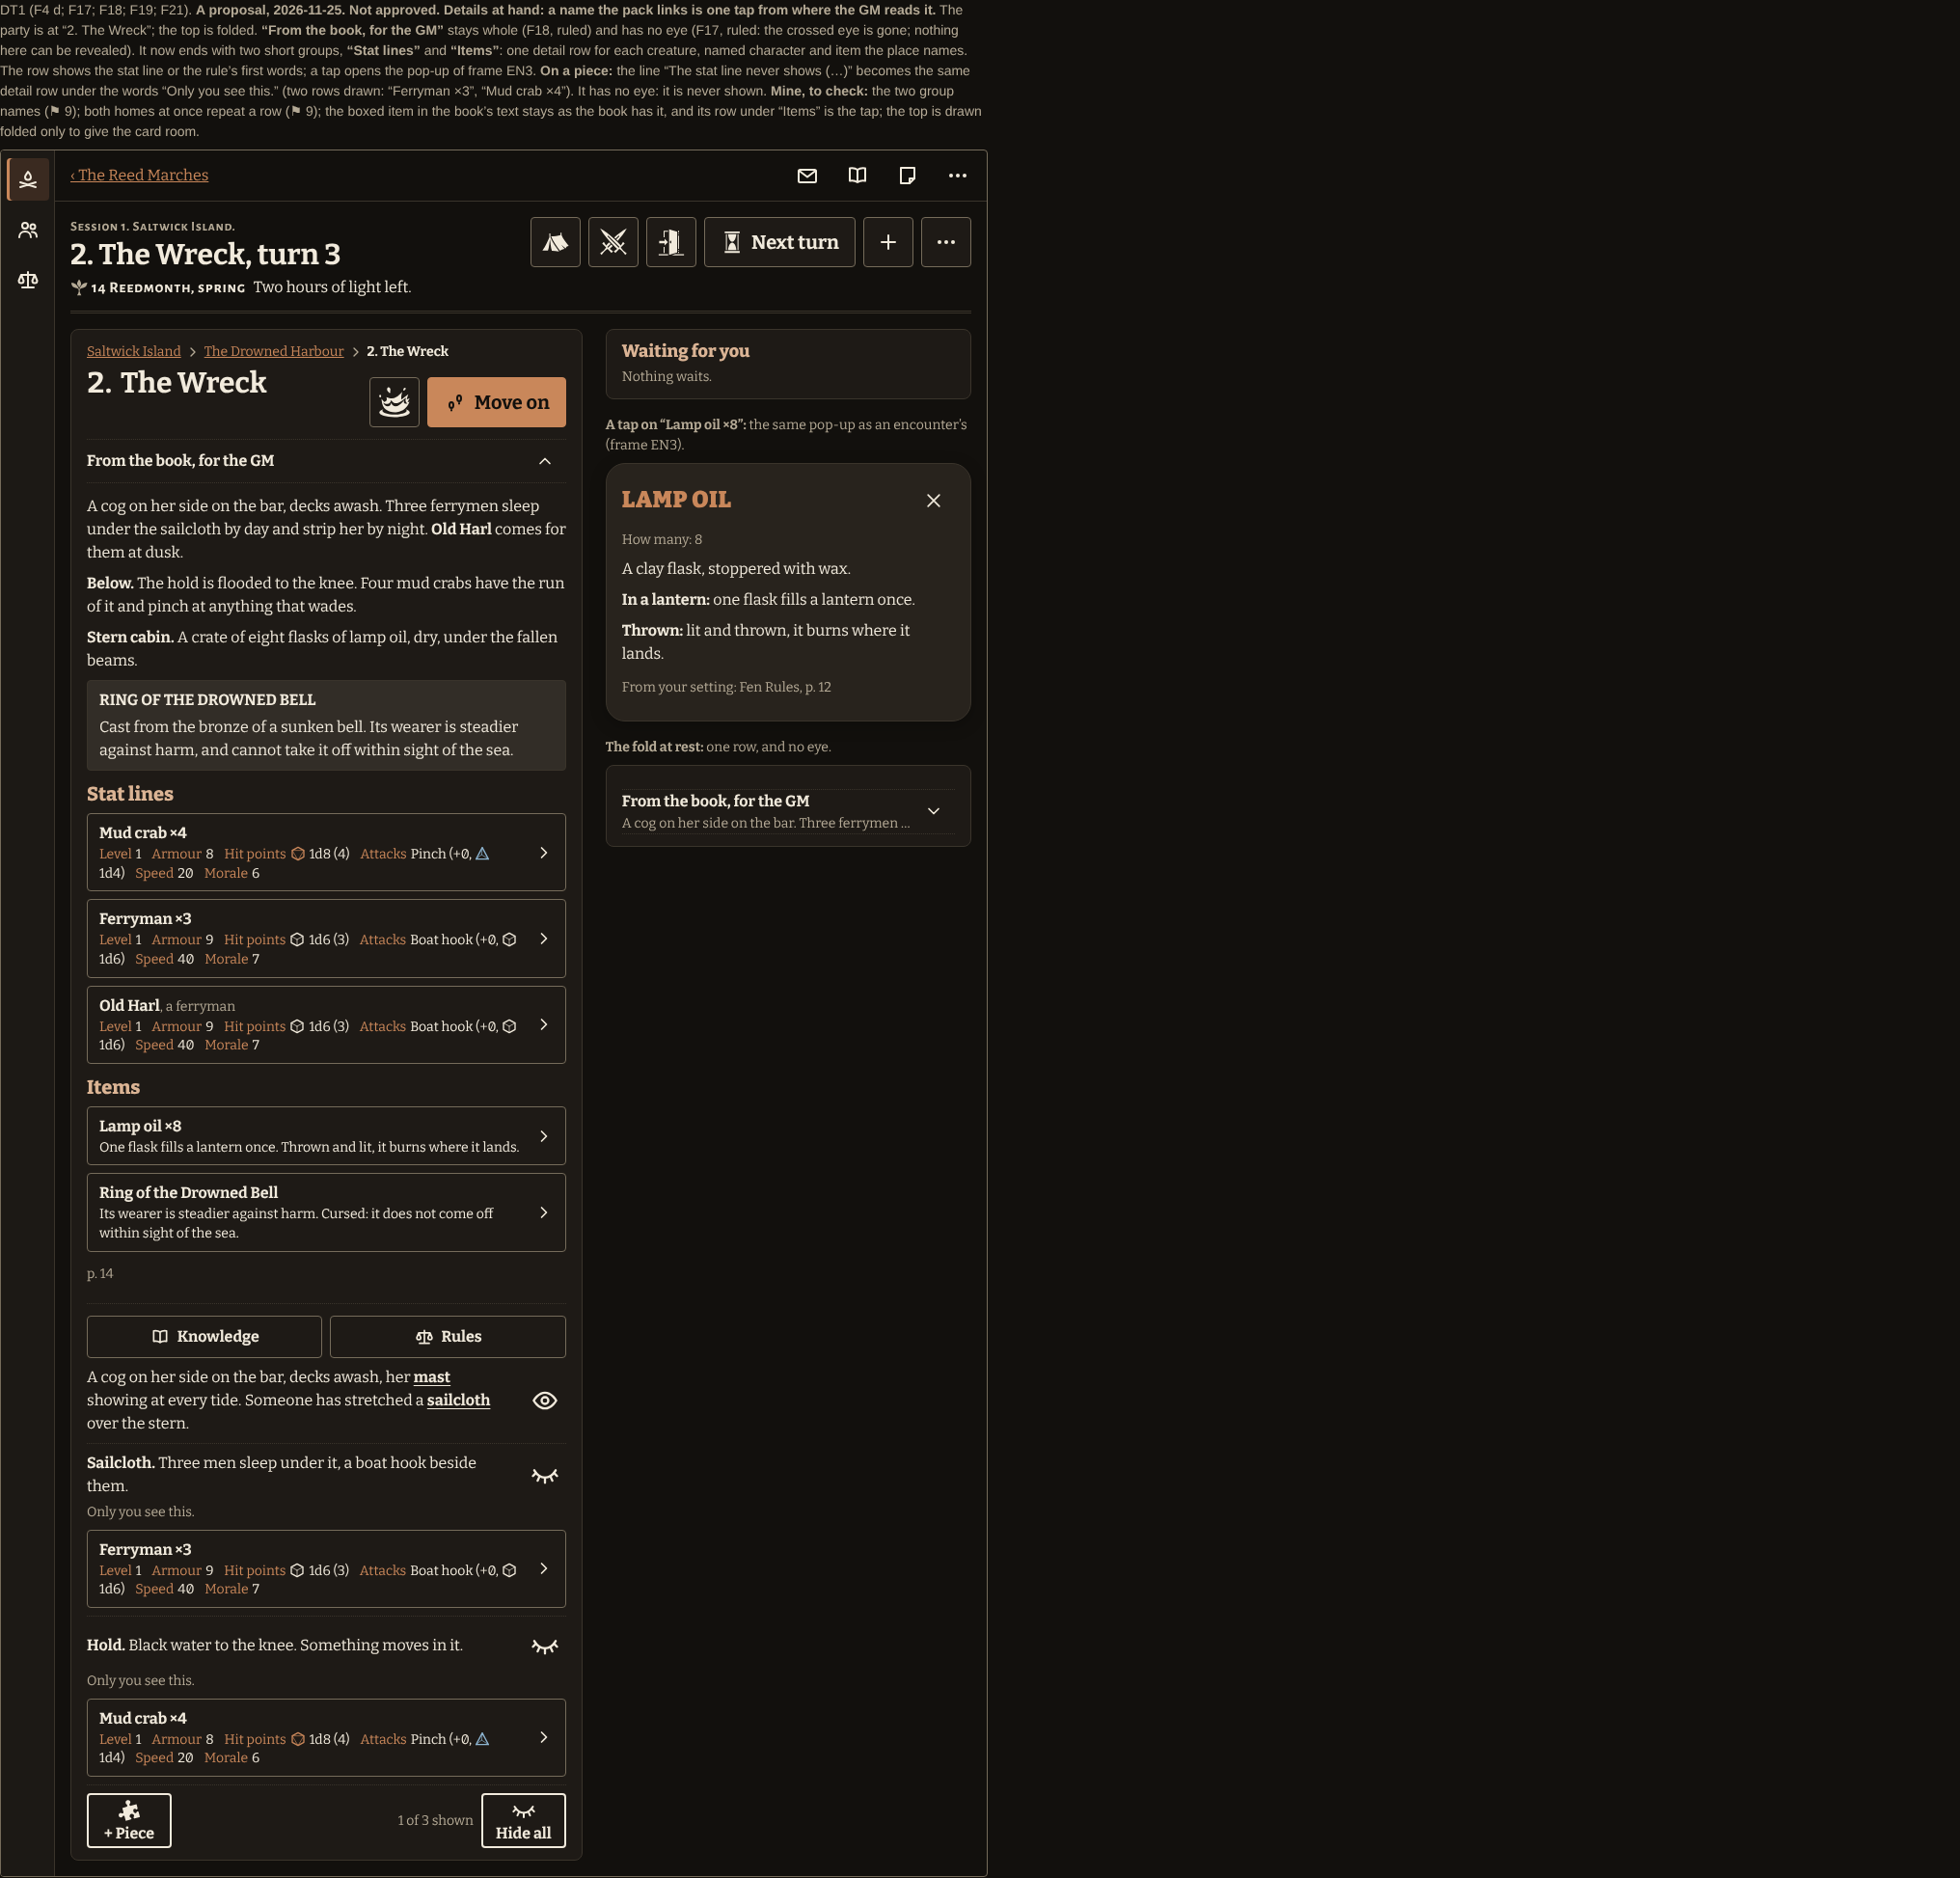 DT1 (F4 d; F17; F18; F19; F21). A proposal, 2026-11-25. Not approved. Details at hand: a name the pack links is one tap from where the GM reads it. The
party is at “2. The Wreck”; the top is folded. “From the book, for the GM” stays whole (F18, ruled) and has no eye (F17, ruled: the crossed eye is gone; nothing
here can be revealed). It now ends with two short groups, “Stat lines” and “Items”: one detail row for each creature, named character and item the place names.
The row shows the stat line or the rule’s first words; a tap opens the pop-up of frame EN3. On a piece: the line “The stat line never shows (…)” becomes the same
detail row under the words “Only you see this.” (two rows drawn: “Ferryman ×3”, “Mud crab ×4”). It has no eye: it is never shown. Mine, to check: the two group
names (⚑ 9); both homes at once repeat a row (⚑ 9); the boxed item in the book’s text stays as the book has it, and its row under “Items” is the tap; the top is drawn
folded only to give the card room.
‹ The Reed Marches
Session 1. Saltwick Island.
2. The Wreck, turn 3
Next turn
14 Reedmonth, spring Two hours of light left.
Saltwick Island > The Drowned Harbour > 2. The Wreck
2. The Wreck
Move on
From the book, for the GM
A cog on her side on the bar, decks awash. Three ferrymen sleep
under the sailcloth by day and strip her by night. Old Harl comes for
them at dusk.
Below. The hold is flooded to the knee. Four mud crabs have the run
of it and pinch at anything that wades.
Stern cabin. A crate of eight flasks of lamp oil, dry, under the fallen
beams.
RING OF THE DROWNED BELL
Cast from the bronze of a sunken bell. Its wearer is steadier
against harm, and cannot take it off within sight of the sea.
Stat lines
Mud crab ×4
Level 1 Armour 8 Hit points 1d8 (4) Attacks Pinch (+0,
1d4) Speed 20 Morale 6
Ferryman ×3
Level 1 Armour 9 Hit points 1d6 (3) Attacks Boat hook (+0,
1d6) Speed 40 Morale 7
Old Harl, a ferryman
Level 1 Armour 9 Hit points 1d6 (3) Attacks Boat hook (+0,
1d6) Speed 40 Morale 7
Items
Lamp oil ×8
One flask fills a lantern once. Thrown and lit, it burns where it lands.
Ring of the Drowned Bell
Its wearer is steadier against harm. Cursed: it does not come off
within sight of the sea.
p. 14
Knowledge
Rules
A cog on her side on the bar, decks awash, her mast
showing at every tide. Someone has stretched a sailcloth
over the stern.
Sailcloth. Three men sleep under it, a boat hook beside
them.
Only you see this.
Ferryman ×3
Level 1 Armour 9 Hit points 1d6 (3) Attacks Boat hook (+0,
1d6) Speed 40 Morale 7
Hold. Black water to the knee. Something moves in it.
Only you see this.
Mud crab ×4
Level 1 Armour 8 Hit points 1d8 (4) Attacks Pinch (+0,
1d4) Speed 20 Morale 6
+ Piece
1 of 3 shown
Hide all
Waiting for you
Nothing waits.
A tap on “Lamp oil ×8”: the same pop-up as an encounter’s
(frame EN3).
LAMP OIL
How many: 8
A clay flask, stoppered with wax.
In a lantern: one flask fills a lantern once.
Thrown: lit and thrown, it burns where it
lands.
From your setting: Fen Rules, p. 12
The fold at rest: one row, and no eye.
From the book, for the GM
A cog on her side on the bar. Three ferrymen ...